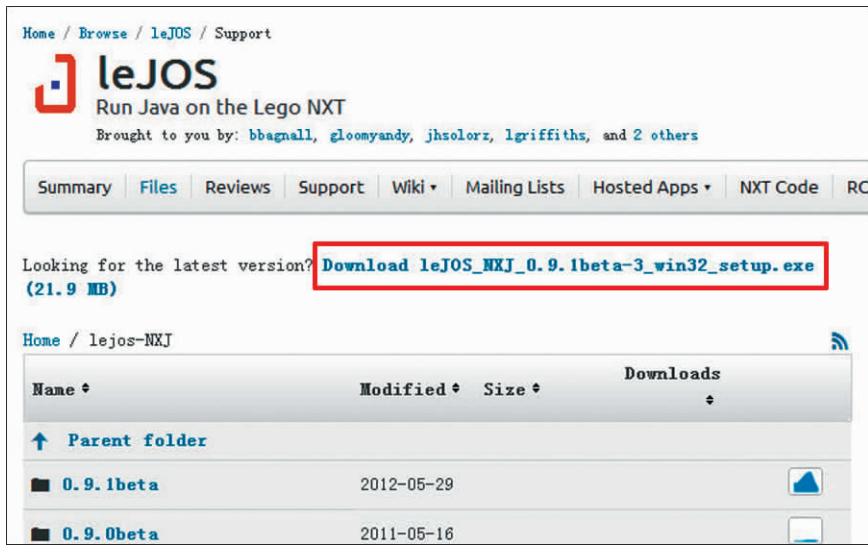 Home / Browse / leJOS / Support
leJOS
Run Java on the Lego NXT
Brought to you by: bbagnall, gloomyandy, jhsolorz, lgriffiths, and 2 others
Summary Files Reviews Support Wiki Mailing Lists Hosted Apps NXT Code RC
Looking for the latest version? Download leJOS_NXJ_0.9.1beta-3_win32_setup.exe
(21.9 MB)
Home / lejos-NXJ
Name Modified Size Downloads
Parent folder
0.9.1beta 2012-05-29
0.9.0beta 2011-05-16